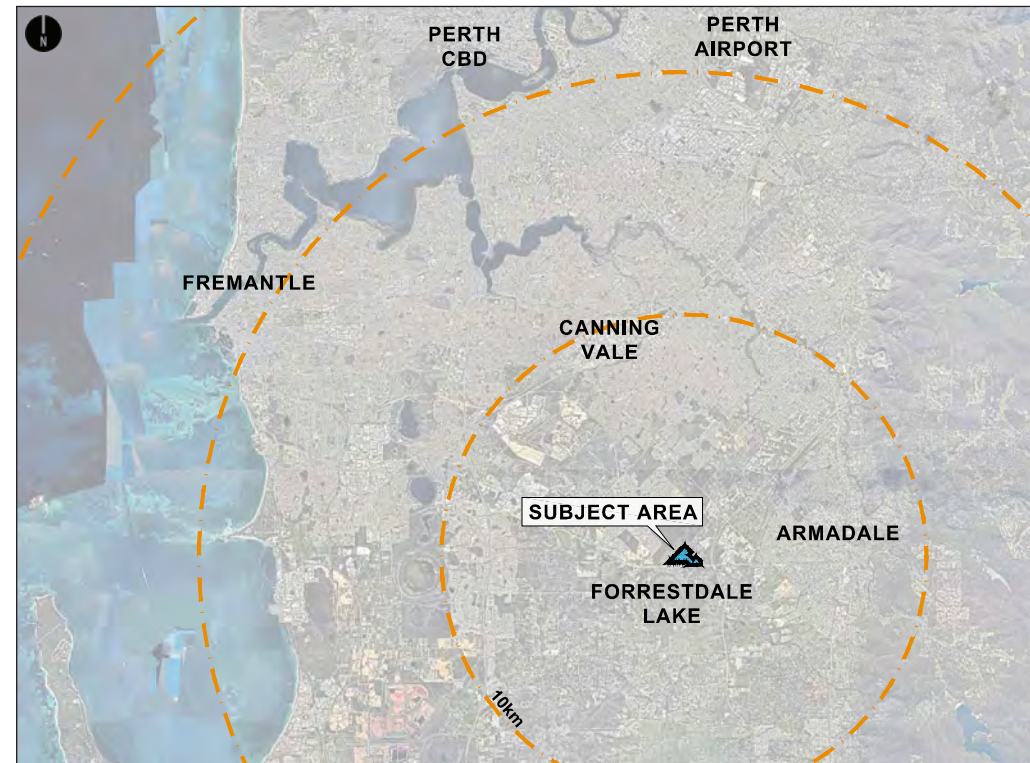 N
PERTH
CBD
PERTH
AIRPORT
FREMANTLE
CANNING
VALE
SUBJECT AREA
ARMADALE
FORRESTDALE
LAKE
10km